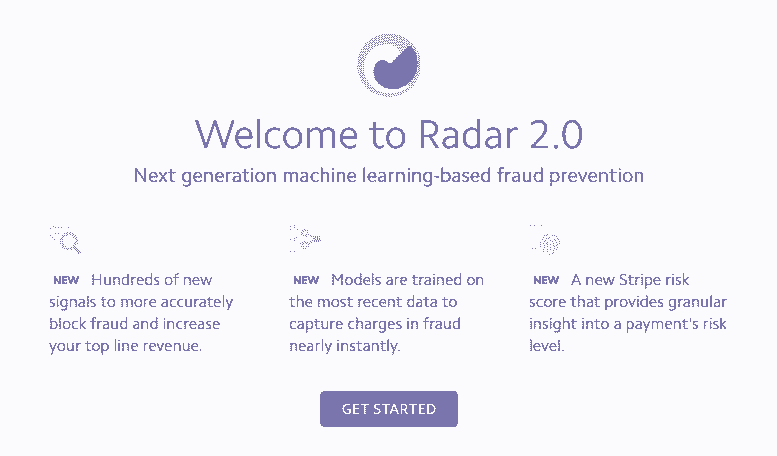 Welcome to Radar 2.0
Next generation machine learning-based fraud prevention
NEW Hundreds of new
signals to more accurately
block fraud and increase
your top line revenue.
NEW Models are trained on
the most recent data to
capture charges in fraud
nearly instantly.
NEW A new Stripe risk
score that provides granular
insight into a payment's risk
level.
GET STARTED